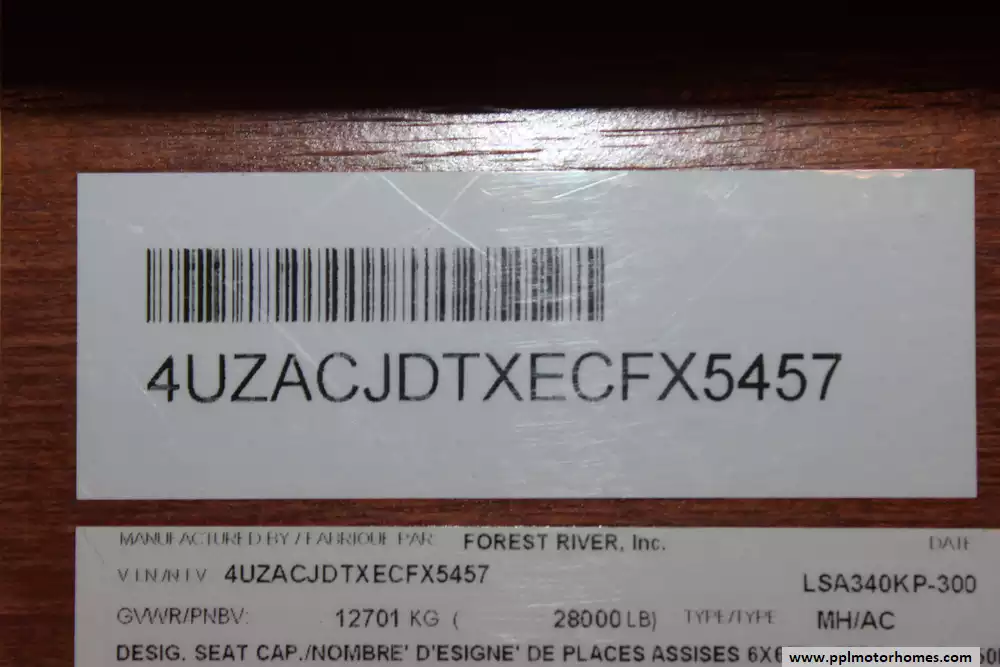 4UZACJDTXECFX5457
MANUFACTURED BY / FABRIQUE PAR: FOREST RIVER, Inc. DATE
V I N / N I V 4UZACJDTXECFX5457 LSA340KP-300
GVWR/PNBV: 12701 KG ( 28000 LB) TYPE/TYPE MH/AC
DESIG. SEAT CAP./NOMBRE' D'ESIGNE' DE PLACES ASSISES
www.pplmotorhomes.com